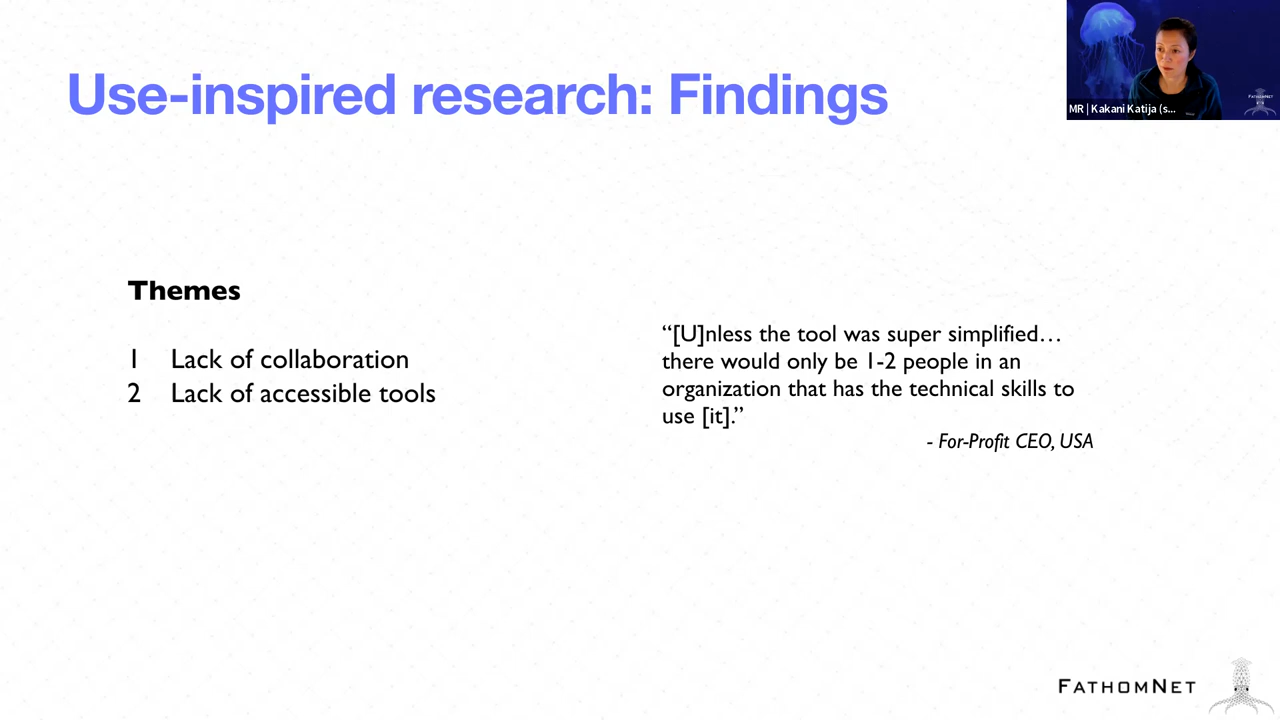 Use-inspired research: Findings
MR | Kakani Katija (s...
FATHOMNET
Themes
1 Lack of collaboration
2 Lack of accessible tools
“[U]nless the tool was super simplified…
there would only be 1-2 people in an
organization that has the technical skills to
use [it].”
- For-Profit CEO, USA
FATHOMNET